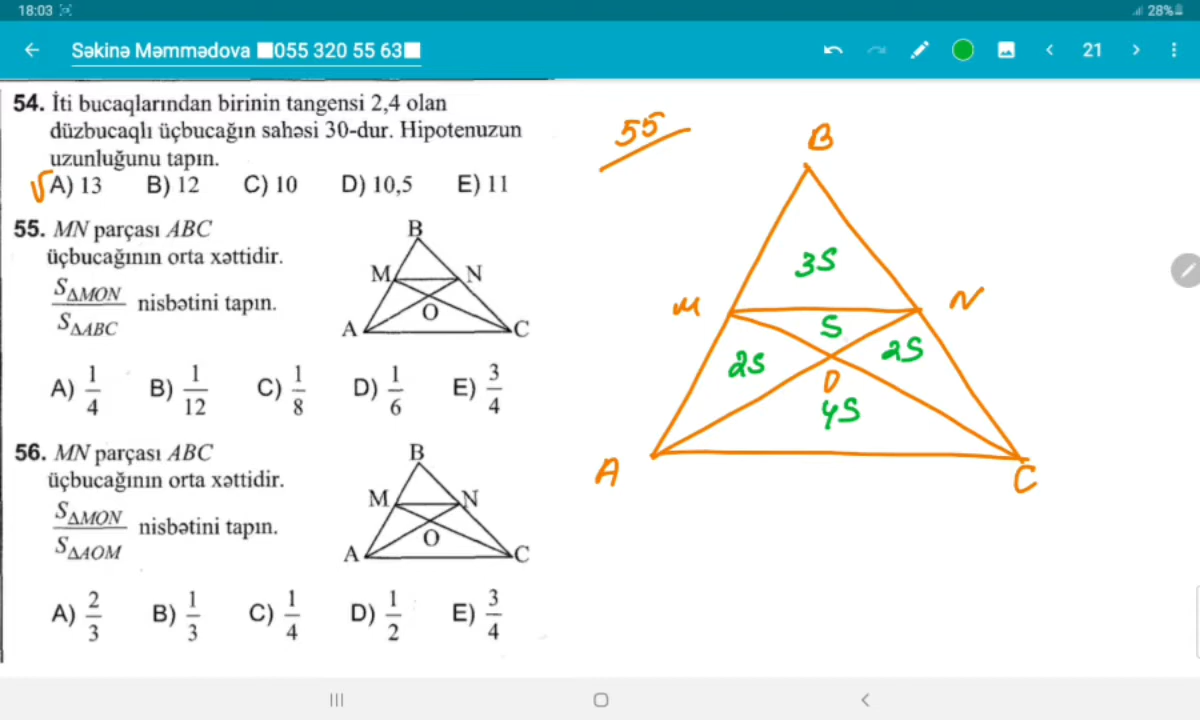 18:03
28%
Səkinə Məmmədova ■055 320 55 63■
21
54. İti bucaqlarından birinin tangensi 2,4 olan
düzbucaqlı üçbucağın sahəsi 30-dur. Hipotenuzun
uzunluğunu tapın.
√A) 13 B) 12 C) 10 D) 10,5 E) 11
55. MN parçası ABC
üçbucağının orta xəttidir.
S△MON / S△ABC nisbətini tapın.
B
M N
O
A C
A) 1/4 B) 1/12 C) 1/8 D) 1/6 E) 3/4
56. MN parçası ABC
üçbucağının orta xəttidir.
S△MON / S△AOM nisbətini tapın.
B
M N
O
A C
A) 2/3 B) 1/3 C) 1/4 D) 1/2 E) 3/4
55
B
3S
M N
S
2S 2S
O
4S
A C